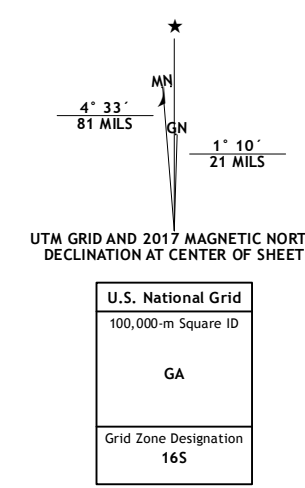 ★
MN
4° 33´
81 MILS
GN
1° 10´
21 MILS
UTM GRID AND 2017 MAGNETIC NORT
DECLINATION AT CENTER OF SHEET
U.S. National Grid
100,000-m Square ID
GA
Grid Zone Designation
16S